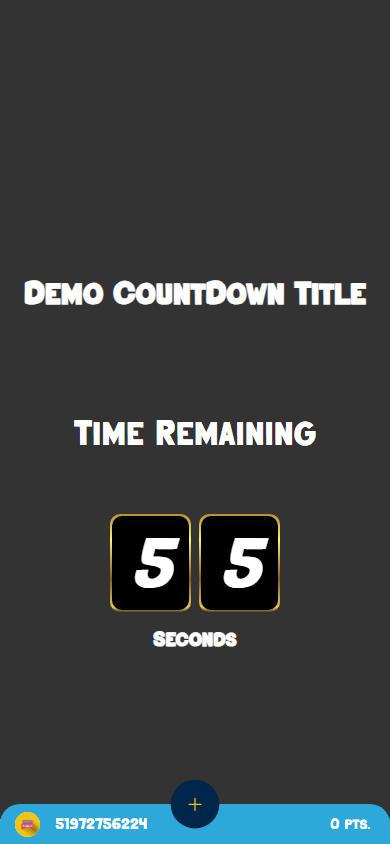 Demo CountDown Title
Time Remaining
5 5
Seconds
+
51972756224
0 pts.